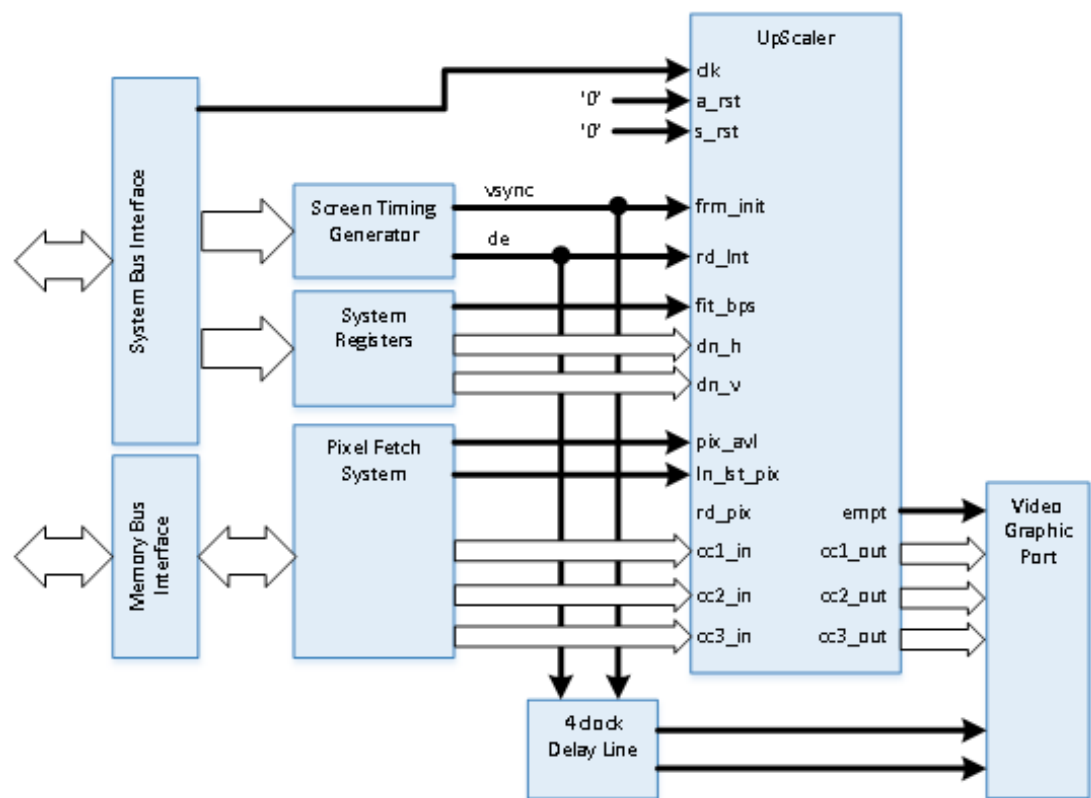 UpScaler
clk
'0'
a_rst
'0'
s_rst
System Bus Interface
Screen Timing
Generator
vsync
de
frm_init
rd_lnt
System
Registers
fit_bps
dn_h
dn_v
Pixel Fetch
System
pix_avl
ln_lst_pix
rd_pix
cc1_in
cc2_in
cc3_in
empt
cc1_out
cc2_out
cc3_out
Video
Graphic
Port
Memory Bus
Interface
4 clock
Delay Line